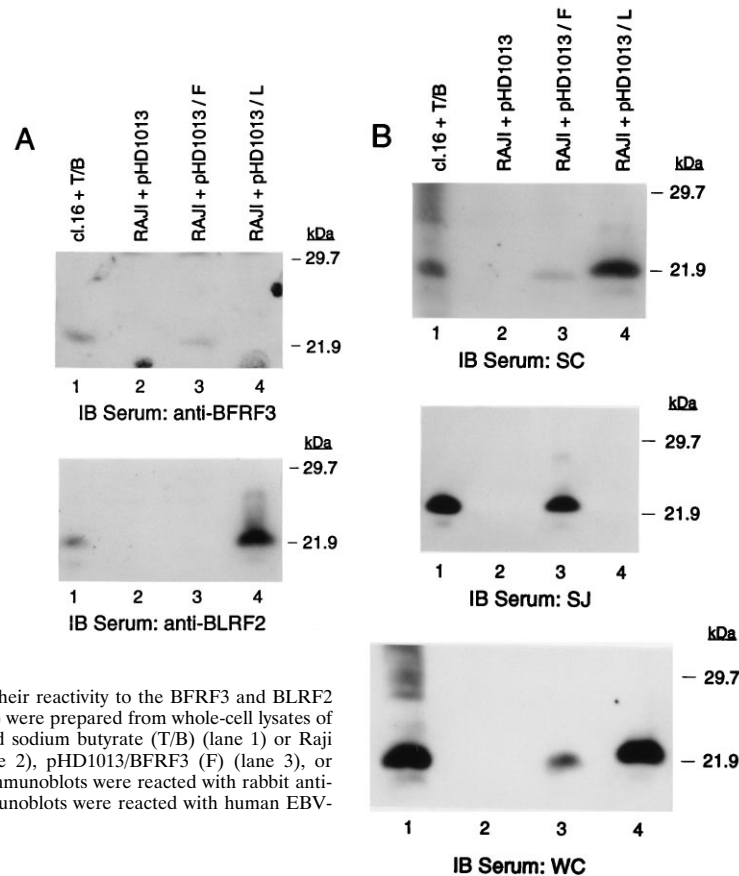 A
cl.16 + T/B
RAJI + pHD1013
RAJI + pHD1013 / F
RAJI + pHD1013 / L
kDa
– 29.7
– 21.9
1 2 3 4
IB Serum: anti-BFRF3
kDa
– 29.7
– 21.9
1 2 3 4
IB Serum: anti-BLRF2
B
cl.16 + T/B
RAJI + pHD1013
RAJI + pHD1013 / F
RAJI + pHD1013 / L
kDa
– 29.7
– 21.9
1 2 3 4
IB Serum: SC
kDa
– 29.7
– 21.9
1 2 3 4
IB Serum: SJ
kDa
– 29.7
– 21.9
1 2 3 4
IB Serum: WC
heir reactivity to the BFRF3 and BLRF2
) were prepared from whole-cell lysates of
d sodium butyrate (T/B) (lane 1) or Raji
e 2), pHD1013/BFRF3 (F) (lane 3), or
mmunoblots were reacted with rabbit anti-
unoblots were reacted with human EBV-